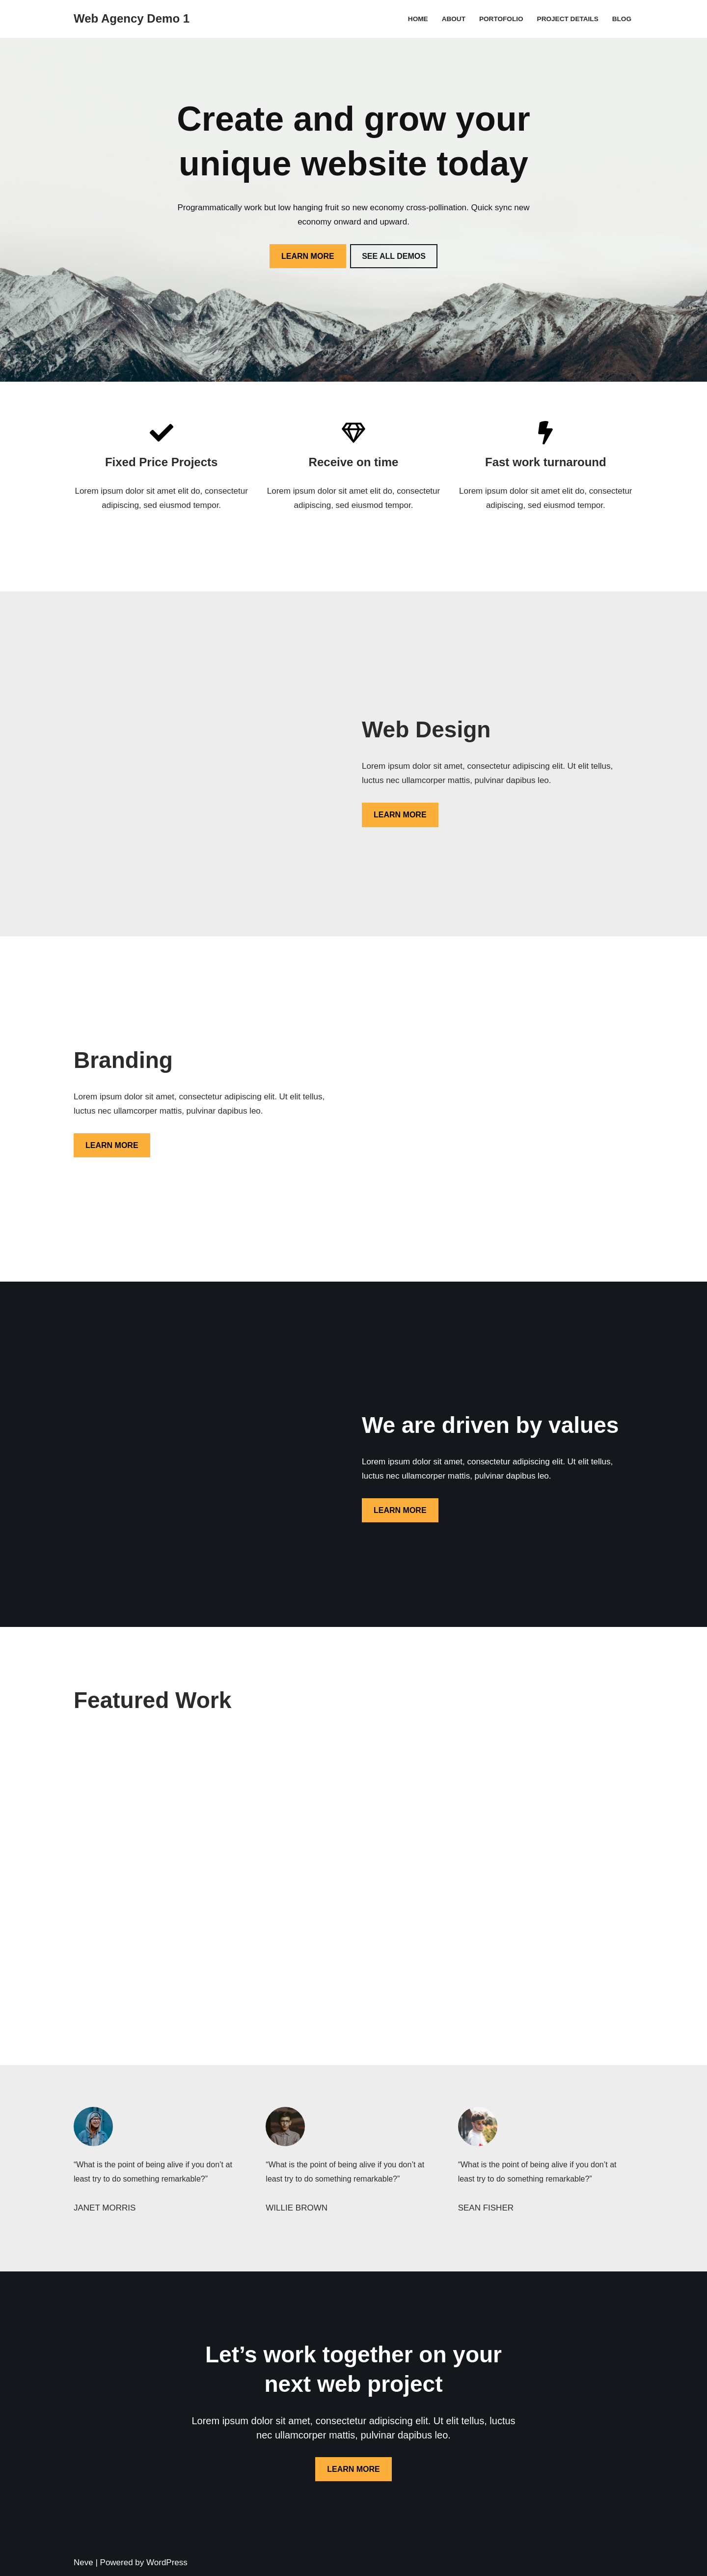 Web Agency Demo 1
HOME ABOUT PORTOFOLIO PROJECT DETAILS BLOG
Create and grow your
unique website today
Programmatically work but low hanging fruit so new economy cross-pollination. Quick sync new
economy onward and upward.
LEARN MORE SEE ALL DEMOS
Fixed Price Projects
Lorem ipsum dolor sit amet elit do, consectetur
adipiscing, sed eiusmod tempor.
Receive on time
Lorem ipsum dolor sit amet elit do, consectetur
adipiscing, sed eiusmod tempor.
Fast work turnaround
Lorem ipsum dolor sit amet elit do, consectetur
adipiscing, sed eiusmod tempor.
Web Design
Lorem ipsum dolor sit amet, consectetur adipiscing elit. Ut elit tellus,
luctus nec ullamcorper mattis, pulvinar dapibus leo.
LEARN MORE
Branding
Lorem ipsum dolor sit amet, consectetur adipiscing elit. Ut elit tellus,
luctus nec ullamcorper mattis, pulvinar dapibus leo.
LEARN MORE
We are driven by values
Lorem ipsum dolor sit amet, consectetur adipiscing elit. Ut elit tellus,
luctus nec ullamcorper mattis, pulvinar dapibus leo.
LEARN MORE
Featured Work
“What is the point of being alive if you don’t at
least try to do something remarkable?”
JANET MORRIS
“What is the point of being alive if you don’t at
least try to do something remarkable?”
WILLIE BROWN
“What is the point of being alive if you don’t at
least try to do something remarkable?”
SEAN FISHER
Let’s work together on your
next web project
Lorem ipsum dolor sit amet, consectetur adipiscing elit. Ut elit tellus, luctus
nec ullamcorper mattis, pulvinar dapibus leo.
LEARN MORE
Neve | Powered by WordPress